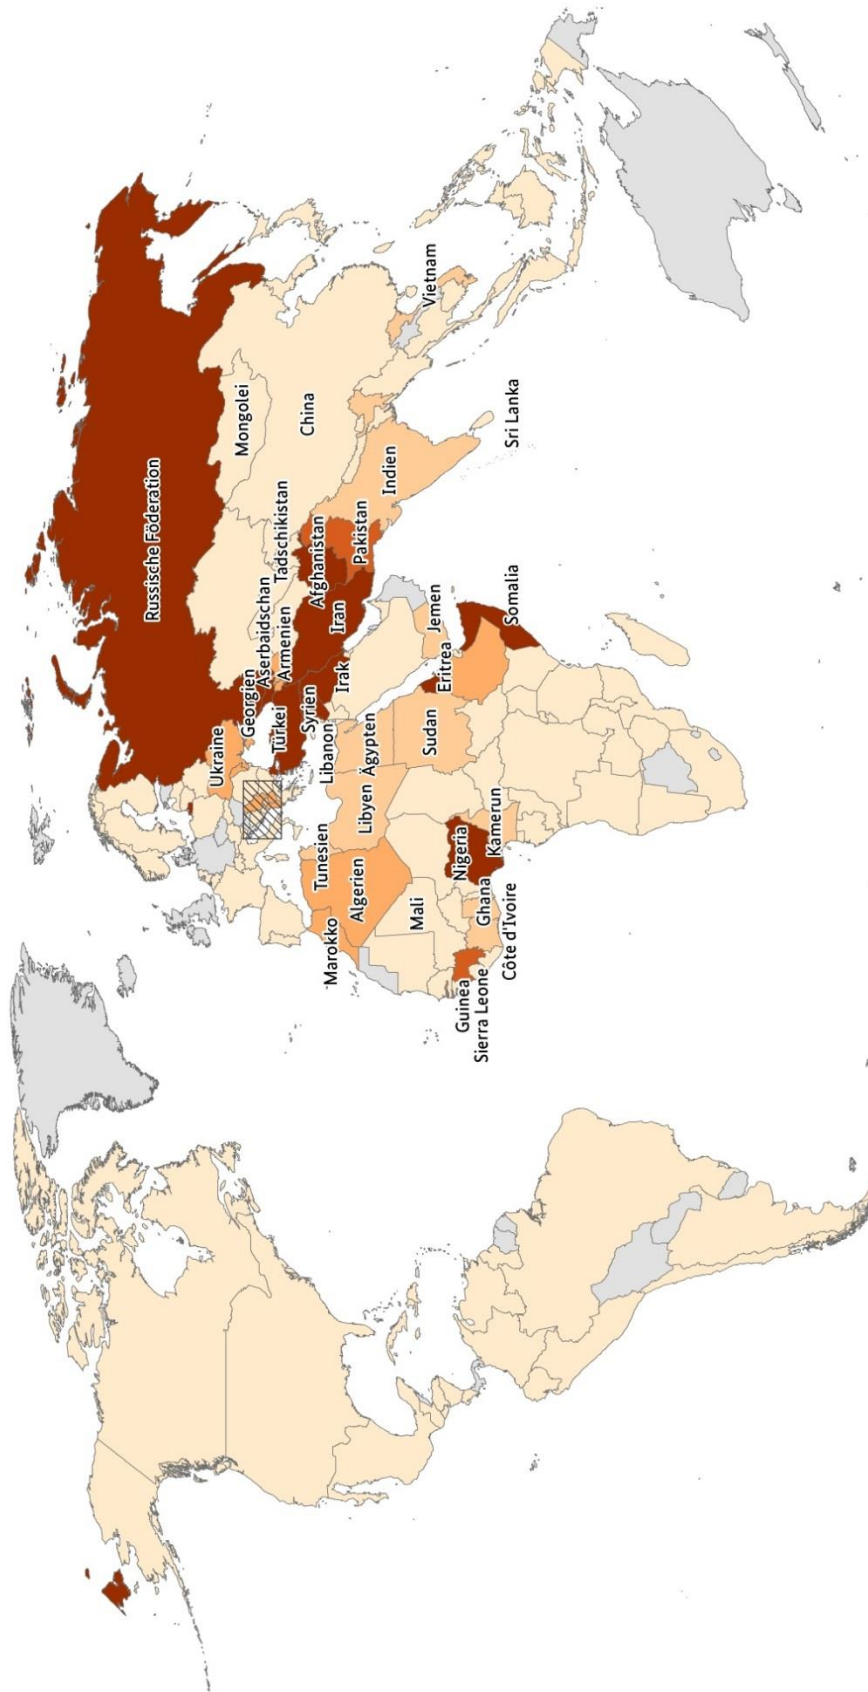 Russische Föderation
Mongolei
China
Ukraine
Georgien
Aserbaidschan
Armenien
Tadschikistan
Türkei
Syrien
Irak
Iran
Afghanistan
Pakistan
Indien
Vietnam
Sri Lanka
Marokko
Tunesien
Algerien
Libyen
Libanon
Ägypten
Mali
Sudan
Eritrea
Jemen
Somalia
Guinea
Sierra Leone
Côte d'Ivoire
Ghana
Nigeria
Kamerun